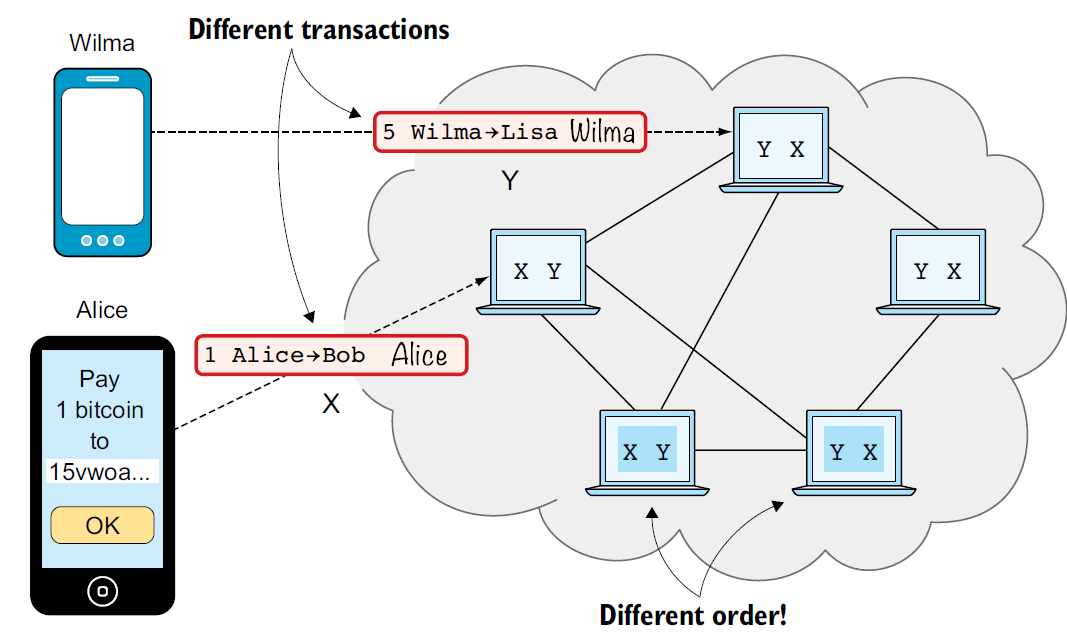 Different transactions
Wilma
5 Wilma→Lisa Wilma
Y
Y X
X Y
Y X
Alice
1 Alice→Bob Alice
X
Pay
1 bitcoin
to
15vwoa...
OK
X Y
Y X
Different order!